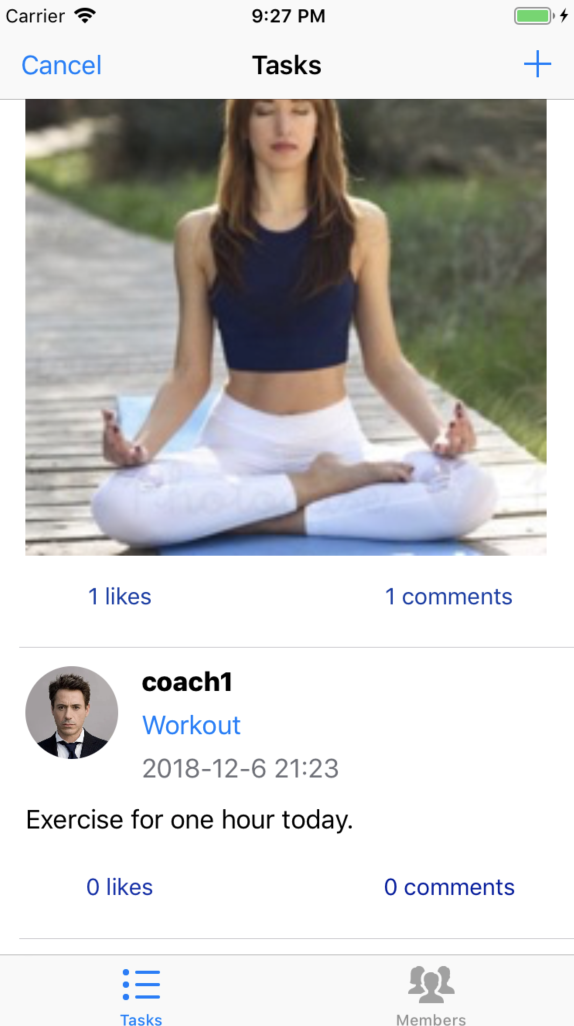 Carrier 9:27 PM
Cancel Tasks
1 likes 1 comments
coach1
Workout
2018-12-6 21:23
Exercise for one hour today.
0 likes 0 comments
Tasks Members